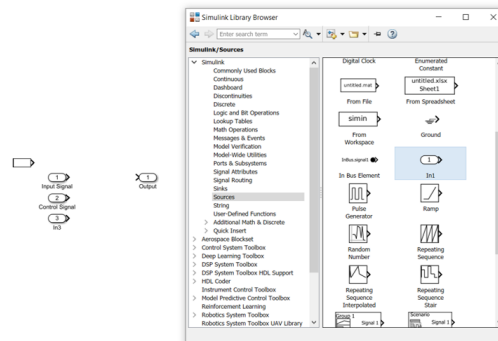 Simulink Library Browser
Enter search term
Simulink/Sources
Simulink
Commonly Used Blocks
Continuous
Dashboard
Discontinuities
Discrete
Logic and Bit Operations
Lookup Tables
Math Operations
Messages & Events
Model Verification
Model-Wide Utilities
Ports & Subsystems
Signal Attributes
Signal Routing
Sinks
Sources
String
User-Defined Functions
Additional Math & Discrete
Quick Insert
Aerospace Blockset
Control System Toolbox
Deep Learning Toolbox
DSP System Toolbox
DSP System Toolbox HDL Support
HDL Coder
Instrument Control Toolbox
Model Predictive Control Toolbox
Reinforcement Learning
Robotics System Toolbox
Robotics System Toolbox UAV Library
Digital Clock
Enumerated
Constant
untitled.mat
untitled.xlsx
Sheet1
From File
From Spreadsheet
simin
From
Workspace
Ground
InBus.signal1
In Bus Element
1
In1
Pulse
Generator
Ramp
Random
Number
Repeating
Sequence
Repeating
Sequence
Interpolated
Repeating
Sequence
Stair
Group 1
Signal 1
Scenario
Signal 1
1
Input Signal
2
Control Signal
3
In3
1
Output